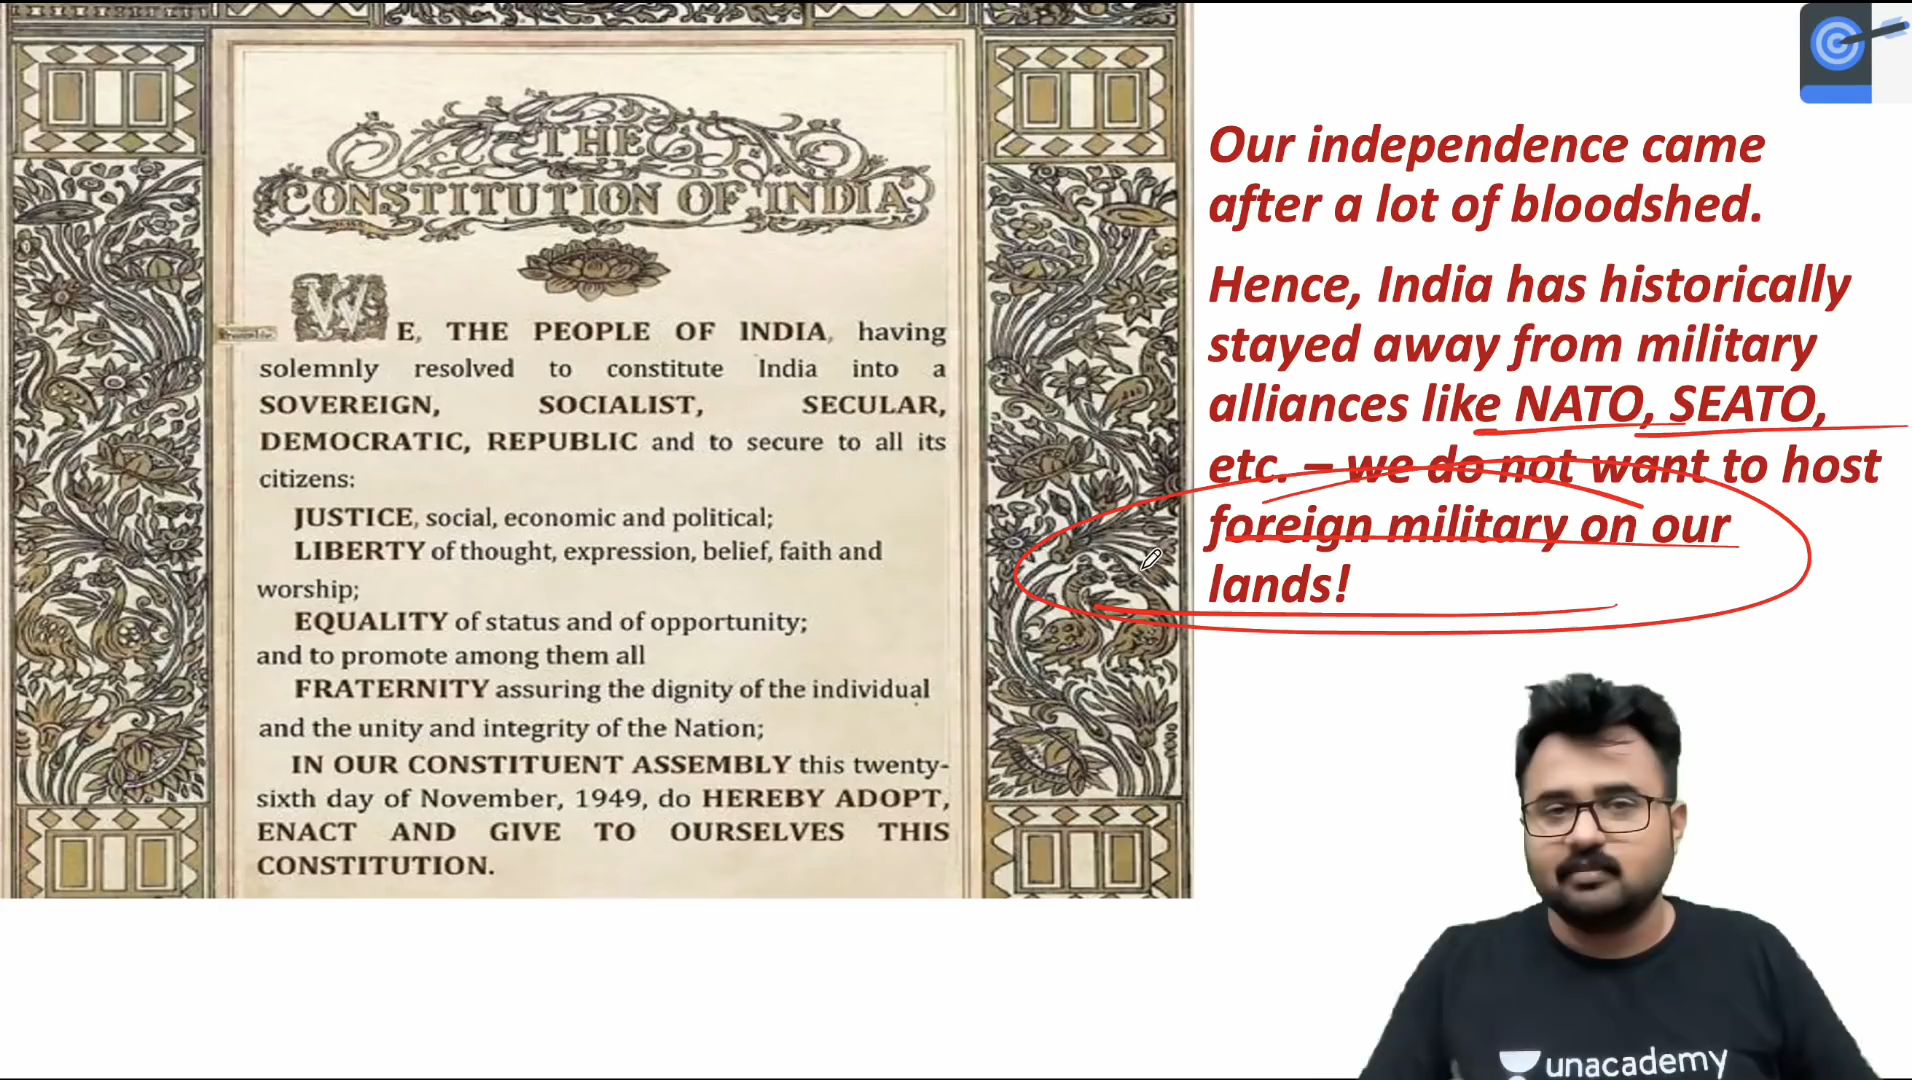 THE
CONSTITUTION OF INDIA
WE, THE PEOPLE OF INDIA, having
solemnly resolved to constitute India into a
SOVEREIGN, SOCIALIST, SECULAR,
DEMOCRATIC, REPUBLIC and to secure to all its
citizens:
JUSTICE, social, economic and political;
LIBERTY of thought, expression, belief, faith and
worship;
EQUALITY of status and of opportunity;
and to promote among them all
FRATERNITY assuring the dignity of the individual
and the unity and integrity of the Nation;
IN OUR CONSTITUENT ASSEMBLY this twenty-
sixth day of November, 1949, do HEREBY ADOPT,
ENACT AND GIVE TO OURSELVES THIS
CONSTITUTION.
Our independence came
after a lot of bloodshed.
Hence, India has historically
stayed away from military
alliances like NATO, SEATO,
etc. – we do not want to host
foreign military on our
lands!
unacademy